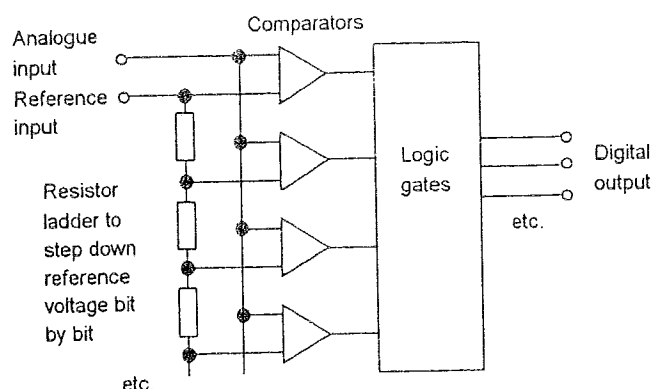 Comparators
Analogue
input
Reference
input
Resistor
ladder to
step down
reference
voltage bit
by bit
etc
Logic
gates
Digital
output
etc.